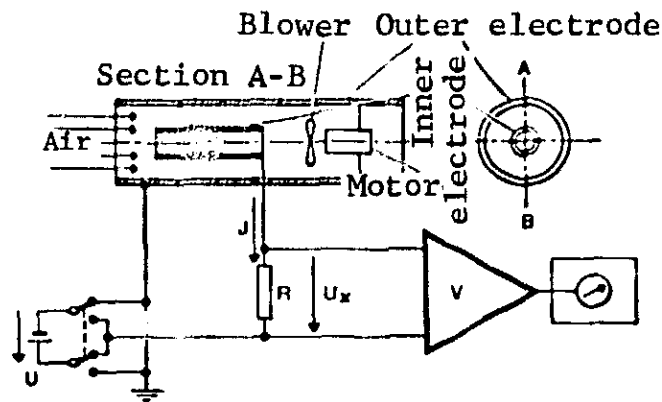 Blower Outer electrode
Section A-B
Air
Inner electrode
Motor
A
B
J
R
Ux
V
U